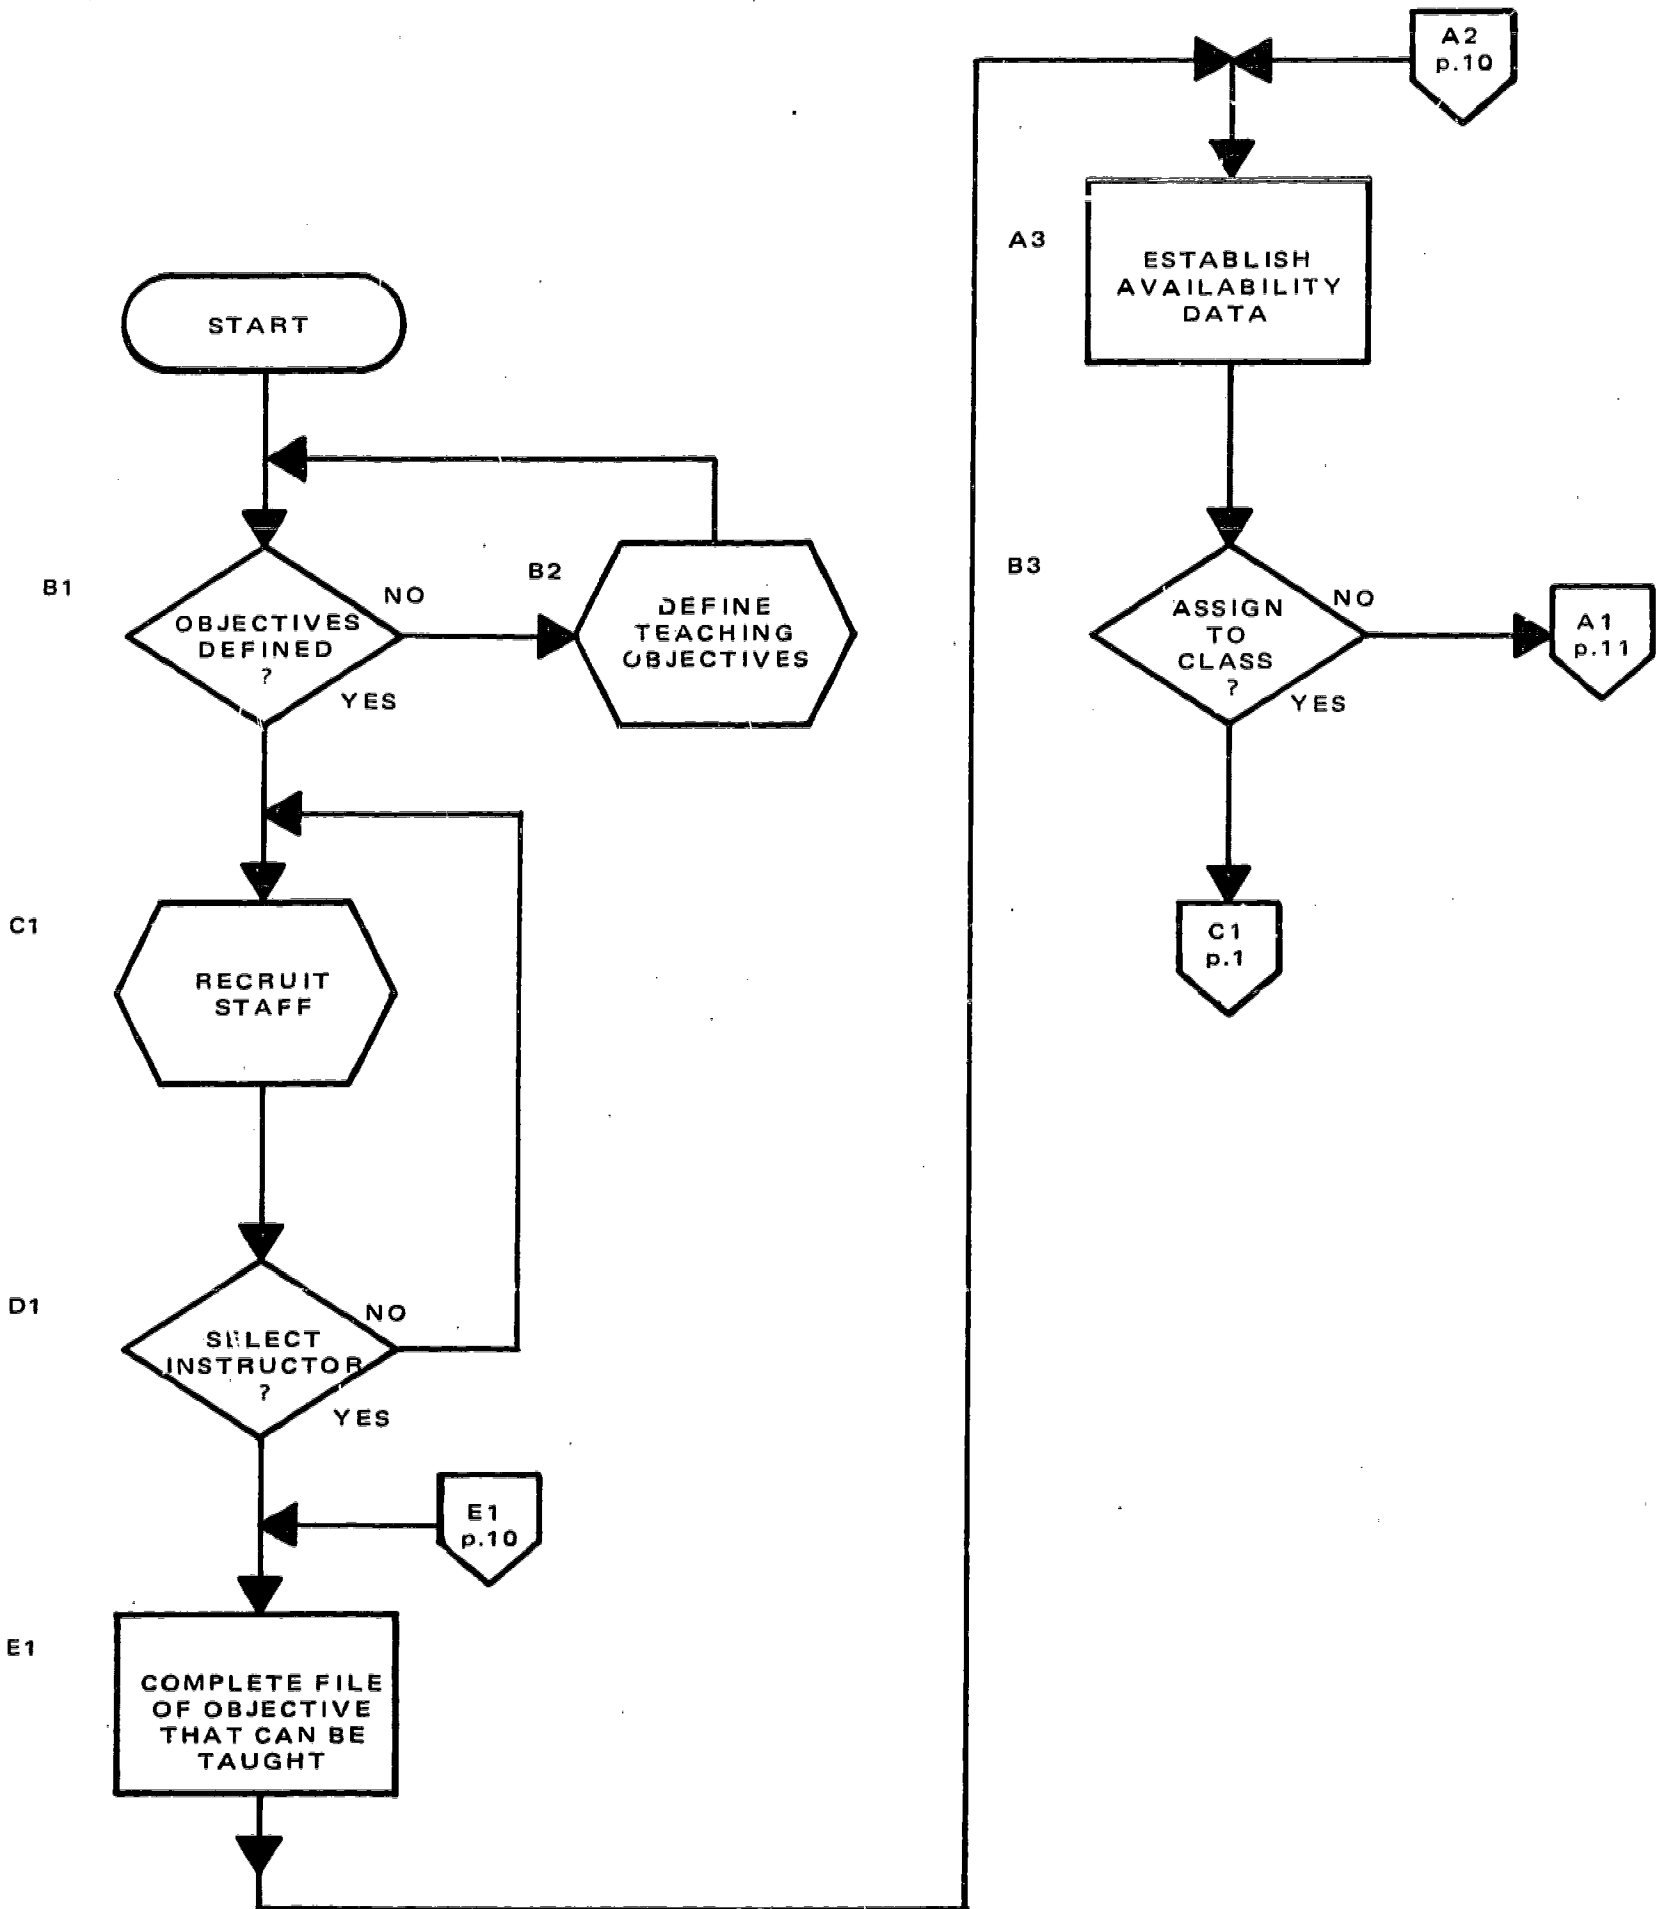 START
B1
OBJECTIVES
DEFINED
?
NO
YES
B2
DEFINE
TEACHING
OBJECTIVES
C1
RECRUIT
STAFF
D1
SELECT
INSTRUCTOR
?
NO
YES
E1
p.10
E1
COMPLETE FILE
OF OBJECTIVE
THAT CAN BE
TAUGHT
A2
p.10
A3
ESTABLISH
AVAILABILITY
DATA
B3
ASSIGN
TO
CLASS
?
NO
YES
A1
p.11
C1
p.1